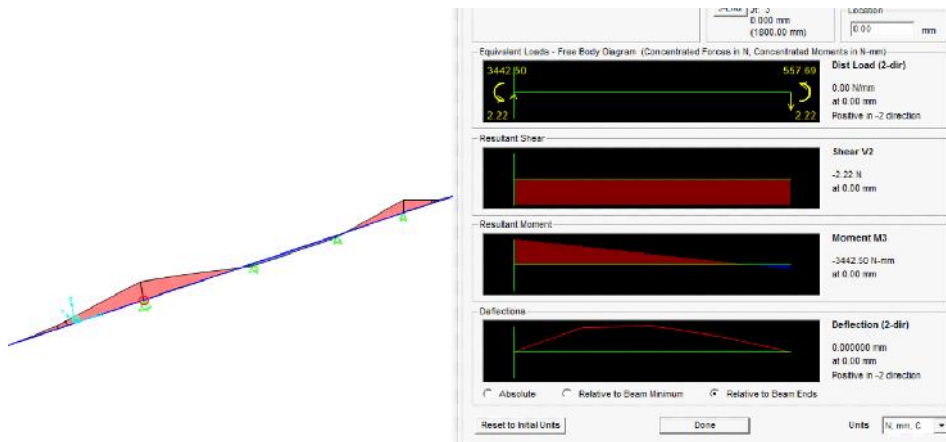 Jt: 3
0.000 mm
(1800.00 mm)
Location
0.00 mm
Equivalent Loads - Free Body Diagram (Concentrated Forces in N, Concentrated Moments in N-mm)
3442.50 557.69
2.22 2.22
Dist Load (2-dir)
0.00 N/mm
at 0.00 mm
Positive in -2 direction
Resultant Shear
Shear V2
-2.22 N
at 0.00 mm
Resultant Moment
Moment M3
-3442.50 N-mm
at 0.00 mm
Deflections
Deflection (2-dir)
0.000000 mm
at 0.00 mm
Positive in -2 direction
Absolute Relative to Beam Minimum Relative to Beam Ends
Reset to Initial Units Done Units N, mm, C